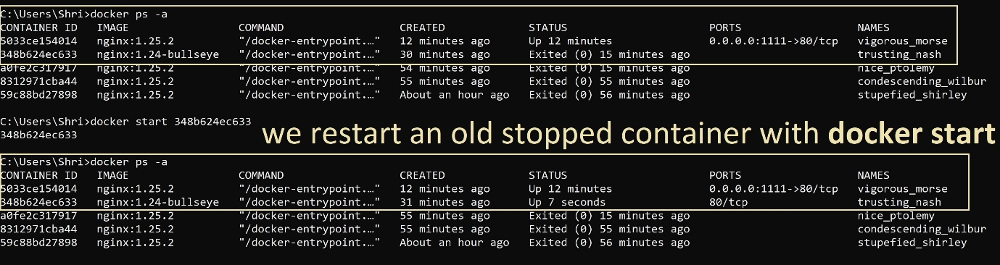 C:\Users\Shri>docker ps -a
CONTAINER ID   IMAGE                 COMMAND                  CREATED             STATUS                      PORTS                  NAMES
5033ce154014   nginx:1.25.2          "/docker-entrypoint.…"   12 minutes ago      Up 12 minutes               0.0.0.0:1111->80/tcp   vigorous_morse
348b624ec633   nginx:1.24-bullseye   "/docker-entrypoint.…"   30 minutes ago      Exited (0) 15 minutes ago                          trusting_nash
a0fe2c317917   nginx:1.25.2          "/docker-entrypoint.…"   54 minutes ago      Exited (0) 15 minutes ago                          nice_ptolemy
8312971cba44   nginx:1.25.2          "/docker-entrypoint.…"   55 minutes ago      Exited (0) 55 minutes ago                          condescending_wilbur
59c88bd27898   nginx:1.25.2          "/docker-entrypoint.…"   About an hour ago   Exited (0) 56 minutes ago                          stupefied_shirley
C:\Users\Shri>docker start 348b624ec633
348b624ec633
we restart an old stopped container with docker start
C:\Users\Shri>docker ps -a
CONTAINER ID   IMAGE                 COMMAND                  CREATED             STATUS                      PORTS                  NAMES
5033ce154014   nginx:1.25.2          "/docker-entrypoint.…"   12 minutes ago      Up 12 minutes               0.0.0.0:1111->80/tcp   vigorous_morse
348b624ec633   nginx:1.24-bullseye   "/docker-entrypoint.…"   31 minutes ago      Up 7 seconds                80/tcp                 trusting_nash
a0fe2c317917   nginx:1.25.2          "/docker-entrypoint.…"   55 minutes ago      Exited (0) 15 minutes ago                          nice_ptolemy
8312971cba44   nginx:1.25.2          "/docker-entrypoint.…"   55 minutes ago      Exited (0) 55 minutes ago                          condescending_wilbur
59c88bd27898   nginx:1.25.2          "/docker-entrypoint.…"   About an hour ago   Exited (0) 56 minutes ago                          stupefied_shirley